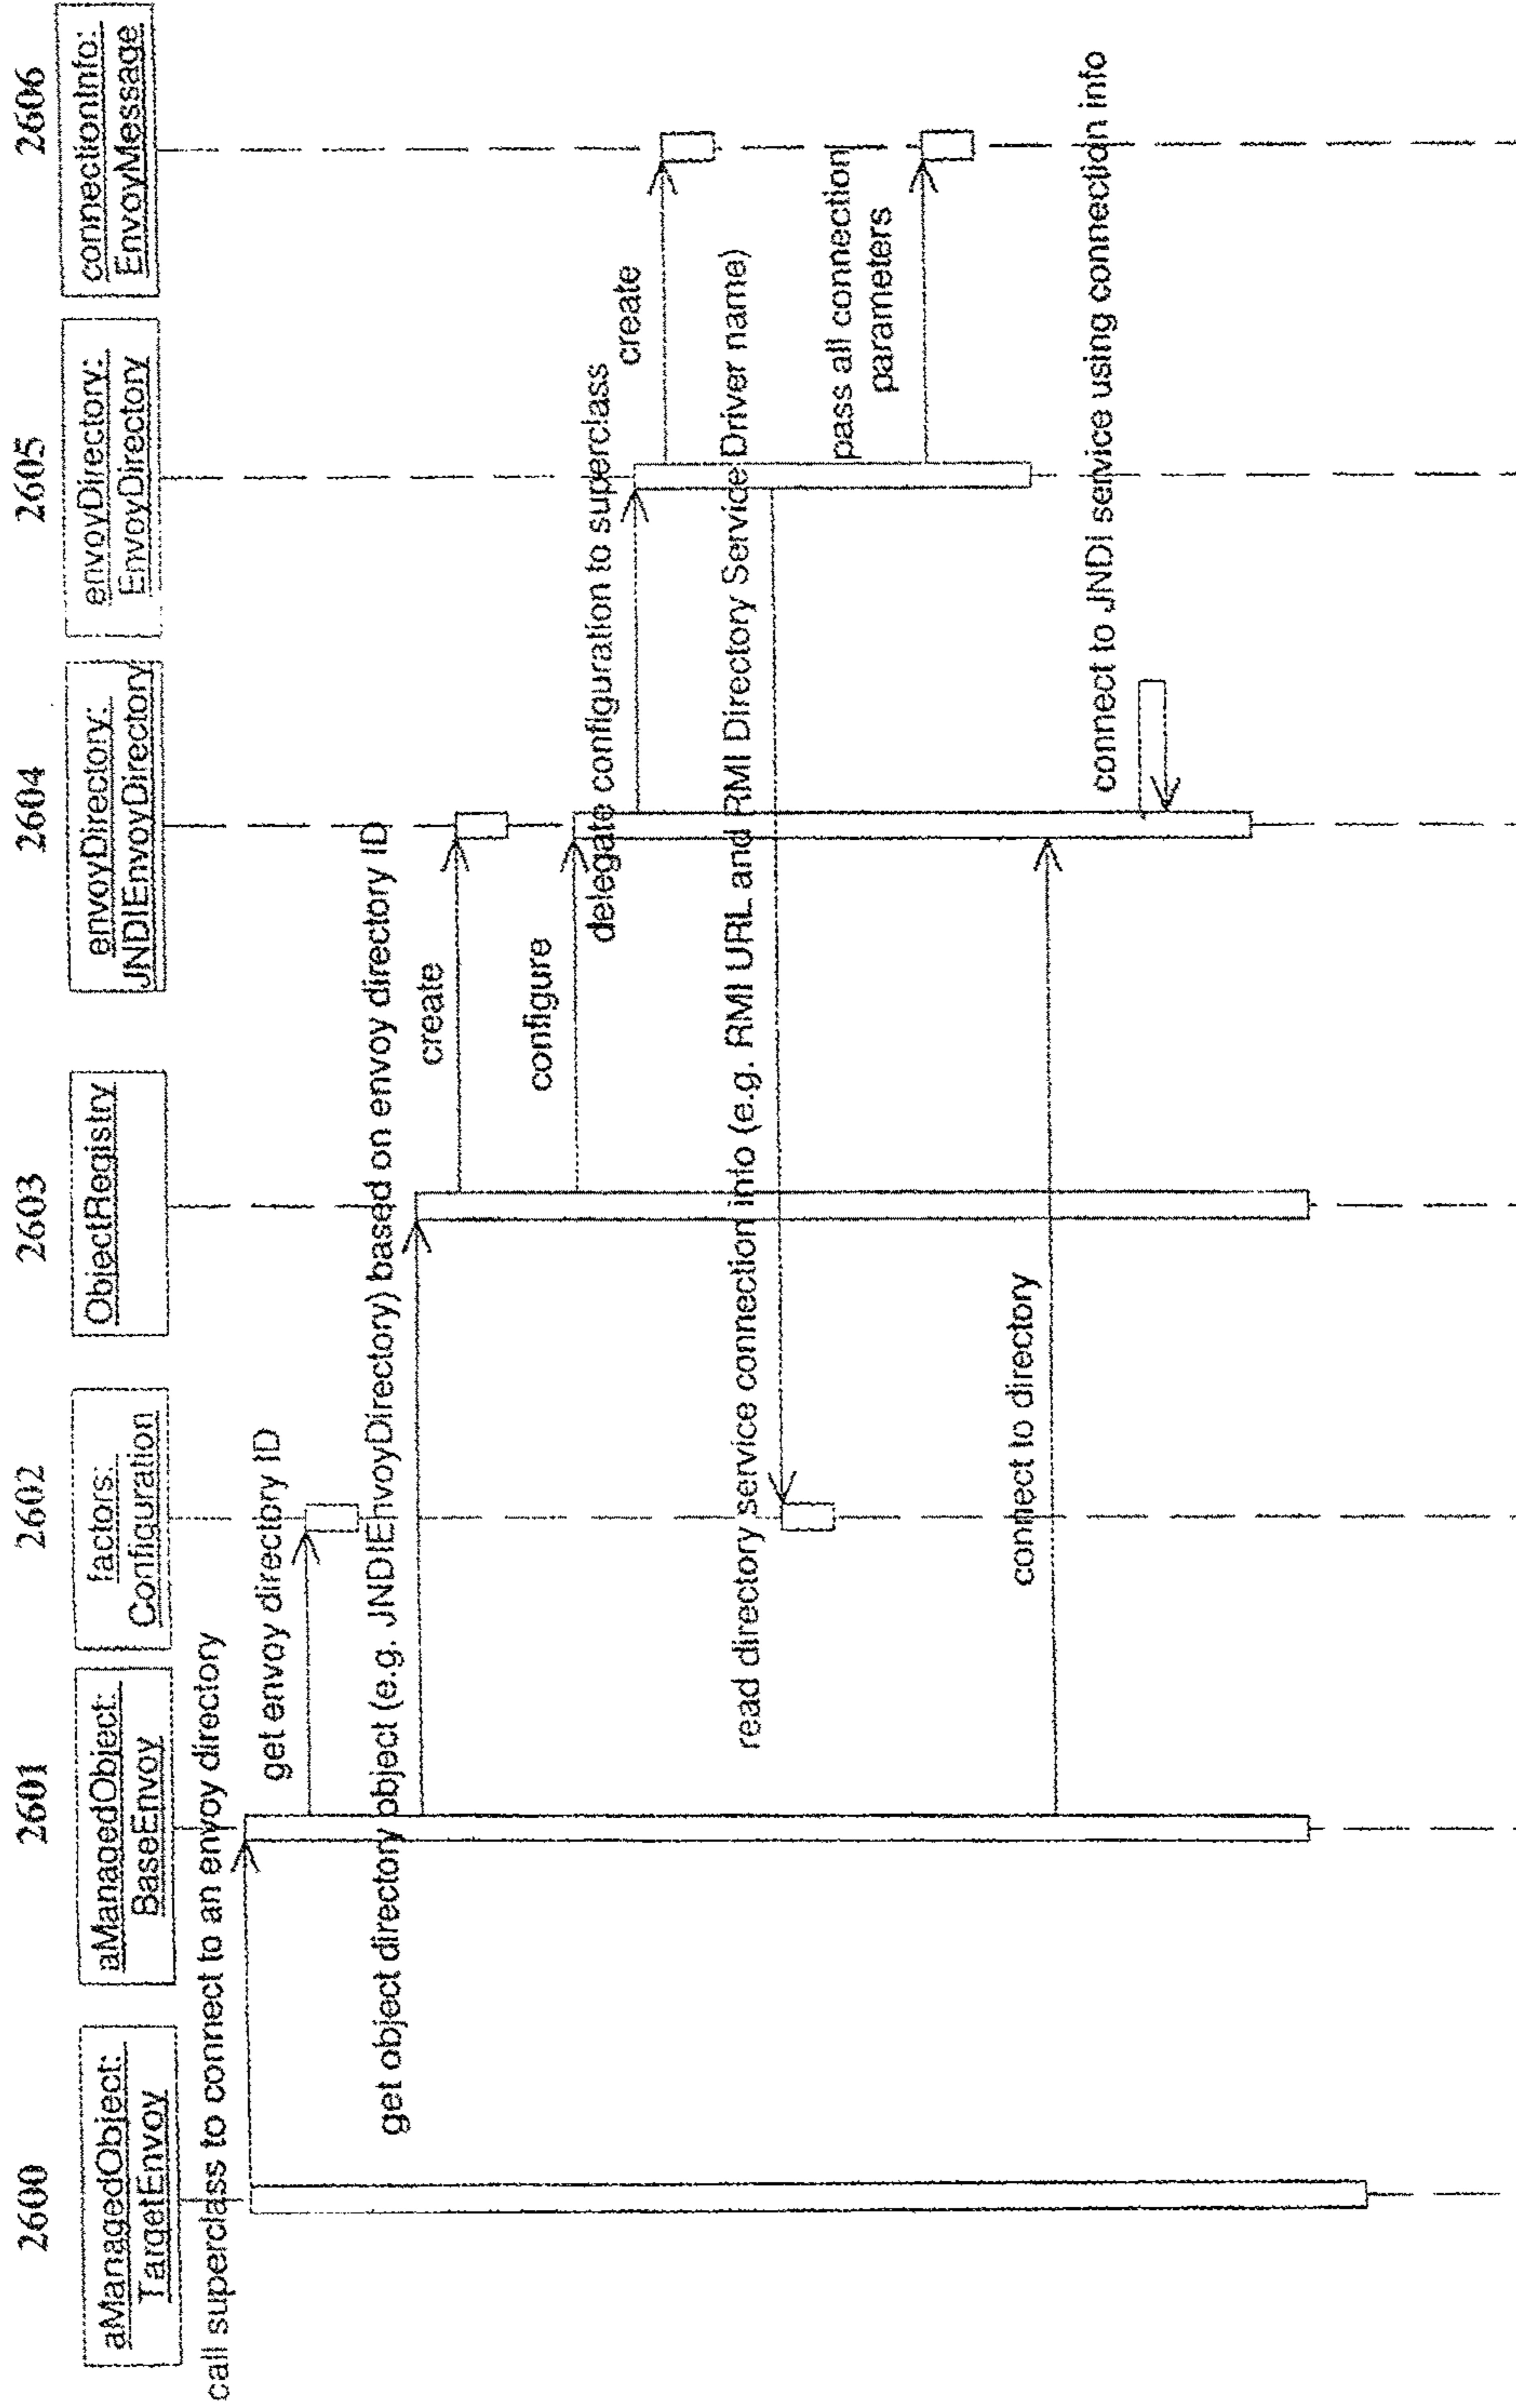 2600
2601
2602
2603
2604
2605
2606
aManagedObject:
TargetEnvoy
aManagedObject:
BaseEnvoy
factors:
Configuration
ObjectRegistry
envoyDirectory:
JNDIEnvoyDirectory
envoyDirectory:
EnvoyDirectory
connectionInfo:
EnvoyMessage
call superclass to connect to an envoy directory
get envoy directory ID
get object directory object (e.g. JNDIEnvoyDirectory) based on envoy directory ID
create
configure
delegate configuration to superclass
create
read directory service connection info (e.g. RMI URL and RMI Directory Service Driver name)
pass all connection
parameters
connect to directory
connect to JNDI service using connection info